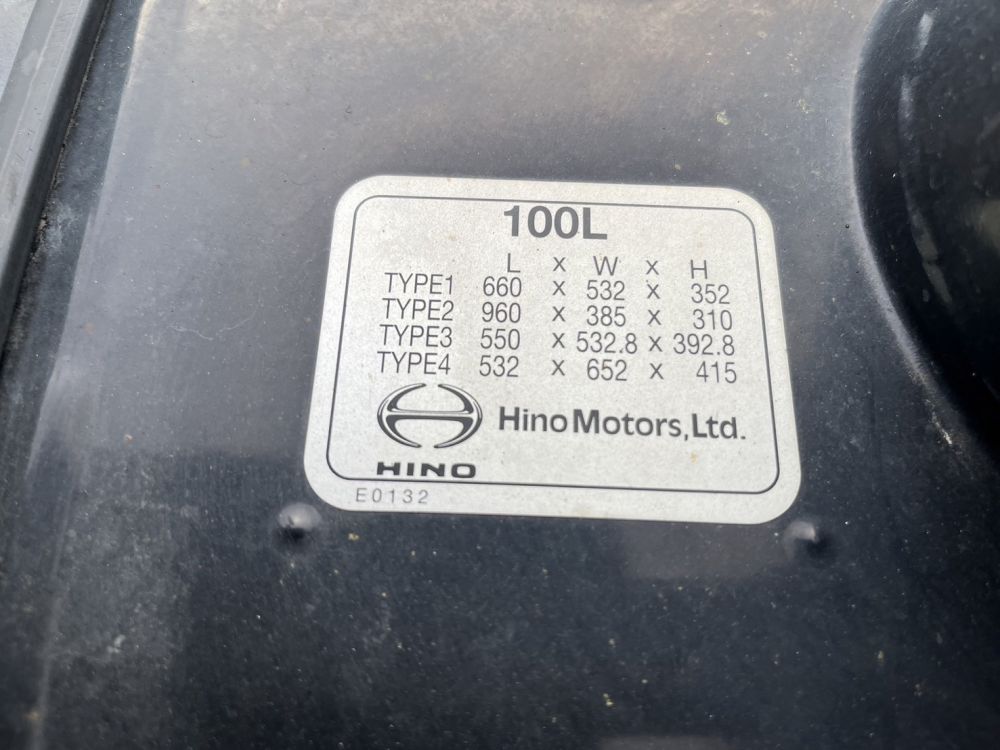 100L
L x W x H
TYPE1 660 x 532 x 352
TYPE2 960 x 385 x 310
TYPE3 550 x 532.8 x 392.8
TYPE4 532 x 652 x 415
Hino Motors, Ltd.
HINO
E0132